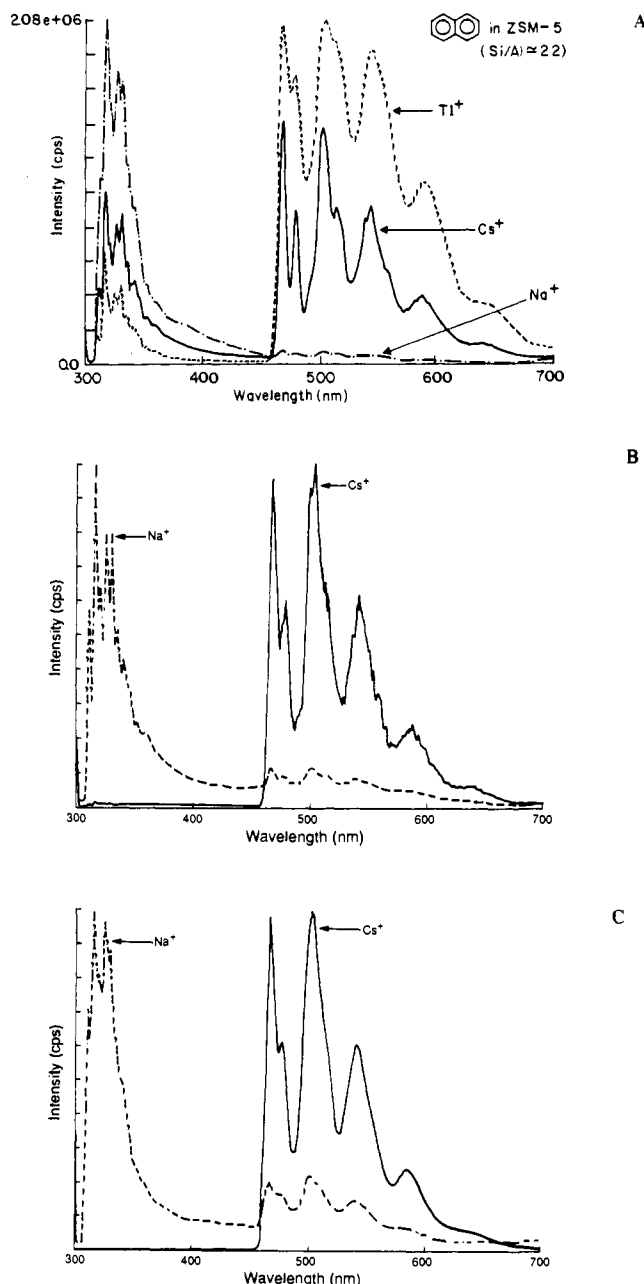 2.08e+06
A
in ZSM-5
(Si/A)≃22)
Tl+
Cs+
Na+
Intensity (cps)
0.0
300
400
500
600
700
Wavelength (nm)
B
Cs+
Na+
Intensity (cps)
300
400
500
600
700
Wavelength (nm)
C
Cs+
Na+
Intensity (cps)
300
400
500
600
700
Wavelength (nm)